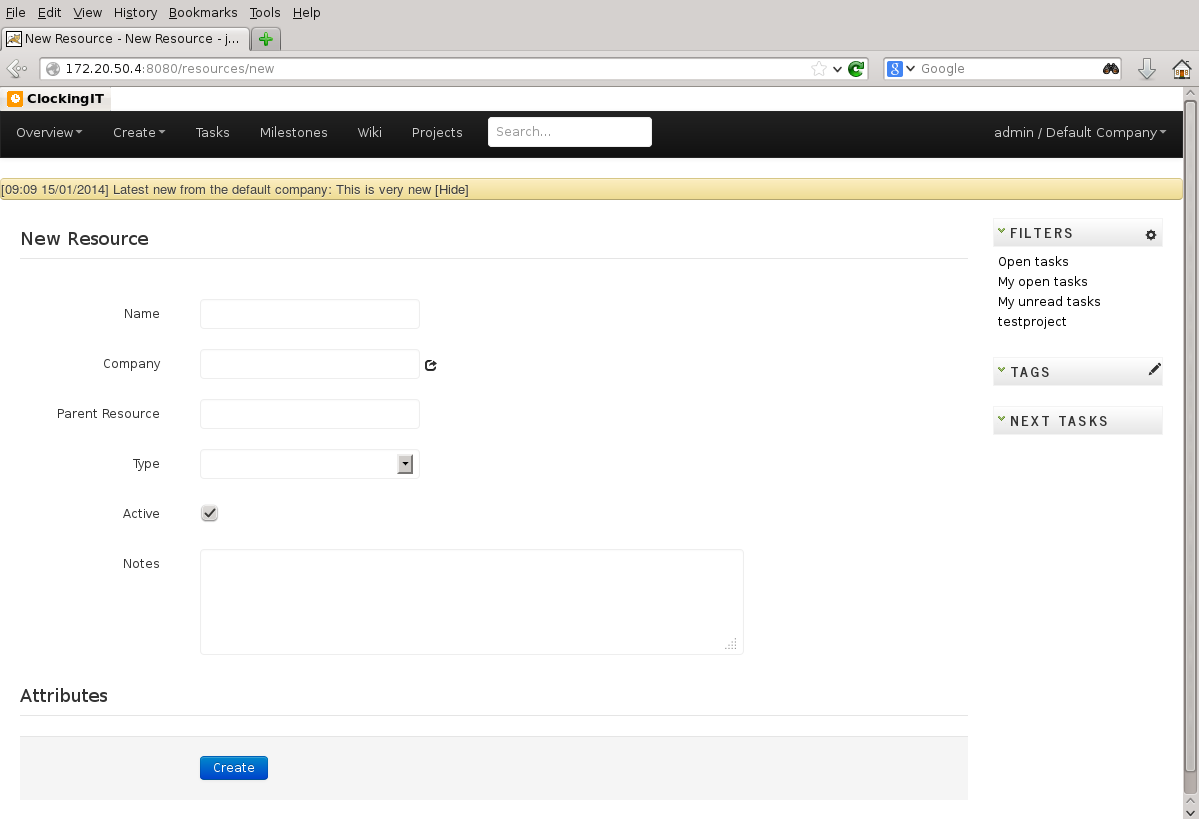 File Edit View History Bookmarks Tools Help
New Resource - New Resource - j...
172.20.50.4:8080/resources/new
Google
ClockingIT
Overview Create Tasks Milestones Wiki Projects Search... admin / Default Company
[09:09 15/01/2014] Latest new from the default company: This is very new [Hide]
New Resource
Name
Company
Parent Resource
Type
Active
Notes
Attributes
Create
FILTERS
Open tasks
My open tasks
My unread tasks
testproject
TAGS
NEXT TASKS